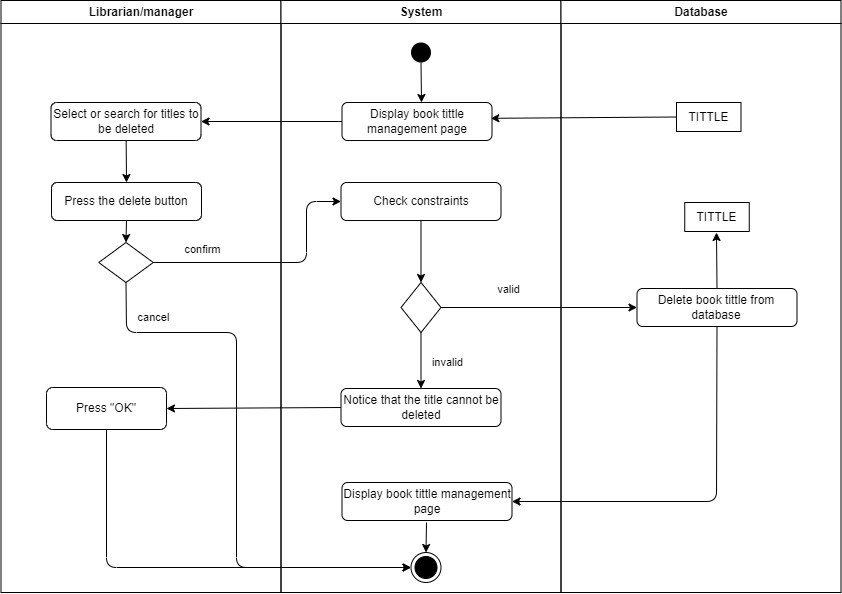 Librarian/manager
System
Database
Display book tittle
management page
TITTLE
Select or search for titles to
be deleted
Press the delete button
Check constraints
TITTLE
confirm
valid
Delete book tittle from
database
cancel
invalid
Press "OK"
Notice that the title cannot be
deleted
Display book tittle management
page